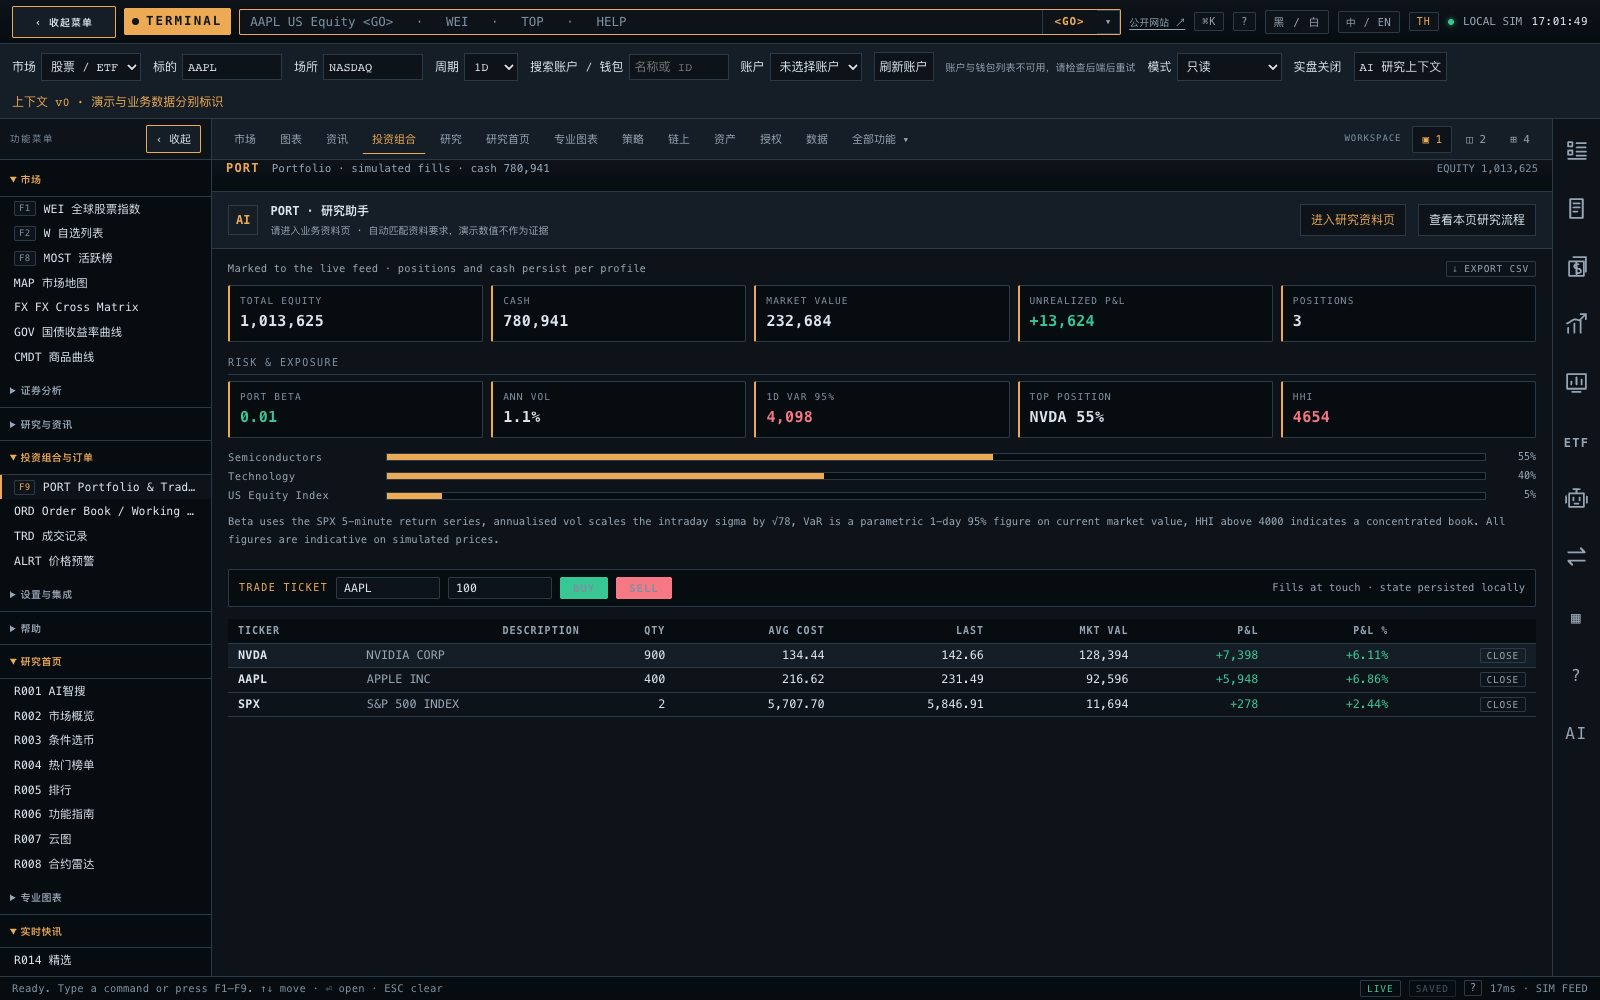 ‹ 收起菜单
● TERMINAL
AAPL US Equity <GO> · WEI · TOP · HELP
<GO> ▾
公开网站 ↗
⌘K
?
黑 / 白
中 / EN
TH
● LOCAL SIM 17:01:49
市场 股票 / ETF 标的 AAPL 场所 NASDAQ 周期 1D 搜索账户 / 钱包 名称或 ID 账户 未选择账户 刷新账户 账户与钱包列表不可用，请检查后端后重试 模式 只读 实盘关闭 AI 研究上下文
上下文 v0 · 演示与业务数据分别标识
功能菜单 ‹ 收起
▼ 市场
F1 WEI 全球股票指数
F2 W 自选列表
F8 MOST 活跃榜
MAP 市场地图
FX FX Cross Matrix
GOV 国债收益率曲线
CMDT 商品曲线
▶ 证券分析
▶ 研究与资讯
▼ 投资组合与订单
F9 PORT Portfolio & Trad…
ORD Order Book / Working …
TRD 成交记录
ALRT 价格预警
▶ 设置与集成
▶ 帮助
▼ 研究首页
R001 AI智搜
R002 市场概览
R003 条件选币
R004 热门榜单
R005 排行
R006 功能指南
R007 云图
R008 合约雷达
▶ 专业图表
▼ 实时快讯
R014 精选
市场 图表 资讯 投资组合 研究 研究首页 专业图表 策略 链上 资产 授权 数据 全部功能 ▾
WORKSPACE ▣ 1 ◫ 2 ⊞ 4
PORT Portfolio · simulated fills · cash 780,941 EQUITY 1,013,625
AI
PORT · 研究助手
请进入业务资料页 · 自动匹配资料要求，演示数值不作为证据
进入研究资料页 查看本页研究流程
Marked to the live feed · positions and cash persist per profile
↓ EXPORT CSV
TOTAL EQUITY
1,013,625
CASH
780,941
MARKET VALUE
232,684
UNREALIZED P&L
+13,624
POSITIONS
3
RISK & EXPOSURE
PORT BETA
0.01
ANN VOL
1.1%
1D VAR 95%
4,098
TOP POSITION
NVDA 55%
HHI
4654
Semiconductors 55%
Technology 40%
US Equity Index 5%
Beta uses the SPX 5-minute return series, annualised vol scales the intraday sigma by √78, VaR is a parametric 1-day 95% figure on current market value, HHI above 4000 indicates a concentrated book. All
figures are indicative on simulated prices.
TRADE TICKET AAPL 100 BUY SELL Fills at touch · state persisted locally
TICKER DESCRIPTION QTY AVG COST LAST MKT VAL P&L P&L %
NVDA NVIDIA CORP 900 134.44 142.66 128,394 +7,398 +6.11% CLOSE
AAPL APPLE INC 400 216.62 231.49 92,596 +5,948 +6.86% CLOSE
SPX S&P 500 INDEX 2 5,707.70 5,846.91 11,694 +278 +2.44% CLOSE
ETF
?
AI
Ready. Type a command or press F1–F9. ↑↓ move · ⏎ open · ESC clear
LIVE SAVED ? 17ms · SIM FEED